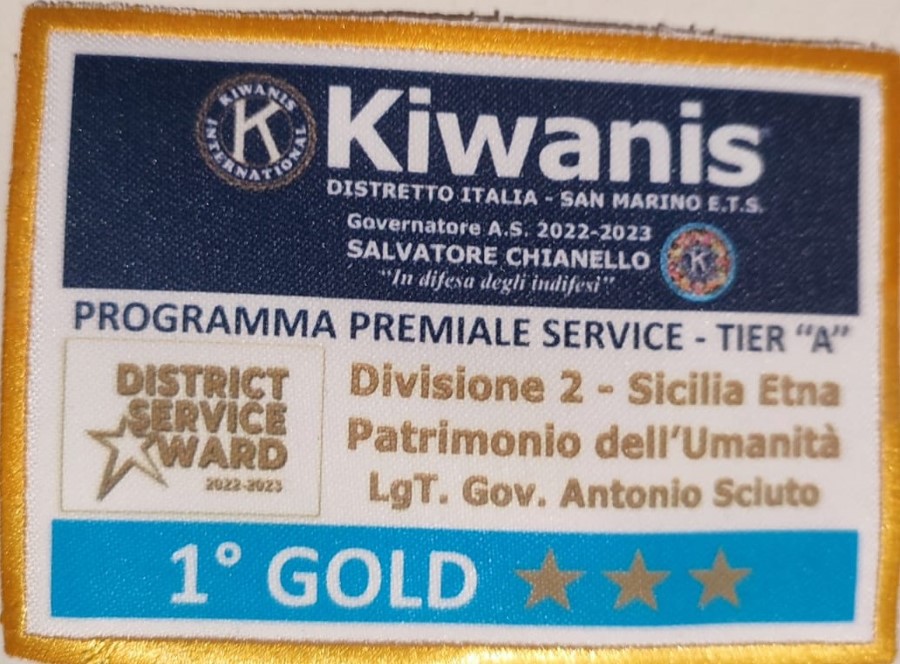 KIWANIS INTERNATIONAL
K
Kiwanis
DISTRETTO ITALIA - SAN MARINO E.T.S.
Governatore A.S. 2022-2023
SALVATORE CHIANELLO
"In difesa degli indifesi"
K
PROGRAMMA PREMIALE SERVICE - TIER “A”
DISTRICT
SERVICE
AWARD
2022-2023
Divisione 2 - Sicilia Etna
Patrimonio dell'Umanità
LgT. Gov. Antonio Sciuto
1° GOLD